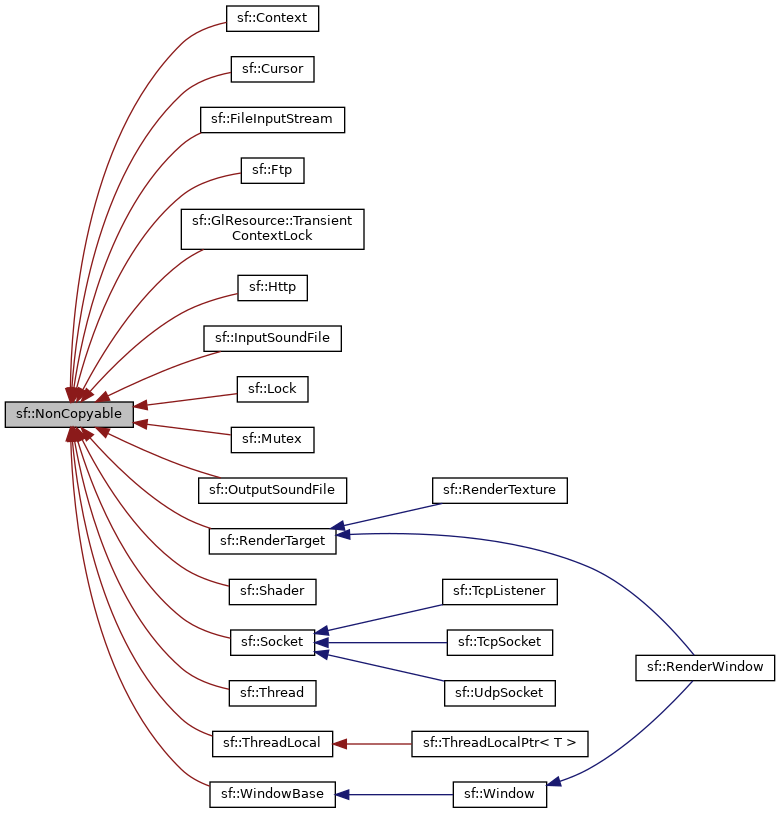 sf::Context
sf::Cursor
sf::FileInputStream
sf::Ftp
sf::GlResource::Transient
ContextLock
sf::Http
sf::InputSoundFile
sf::Lock
sf::NonCopyable
sf::Mutex
sf::OutputSoundFile
sf::RenderTexture
sf::RenderTarget
sf::Shader
sf::TcpListener
sf::Socket
sf::TcpSocket
sf::RenderWindow
sf::Thread
sf::UdpSocket
sf::ThreadLocal
sf::ThreadLocalPtr< T >
sf::WindowBase
sf::Window